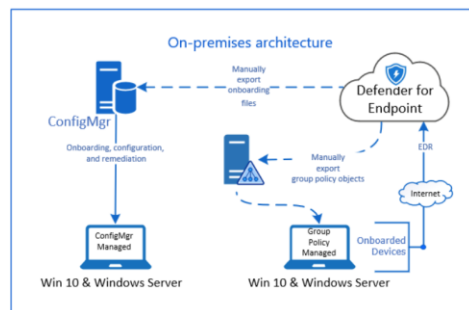 On-premises architecture
Manually
export
onboarding
files
Defender for
Endpoint
ConfigMgr
Onboarding, configuration,
and remediation
EDR
Manually
export
group policy objects
Internet
ConfigMgr
Managed
Group
Policy
Managed
Onboarded
Devices
Win 10 & Windows Server
Win 10 & Windows Server